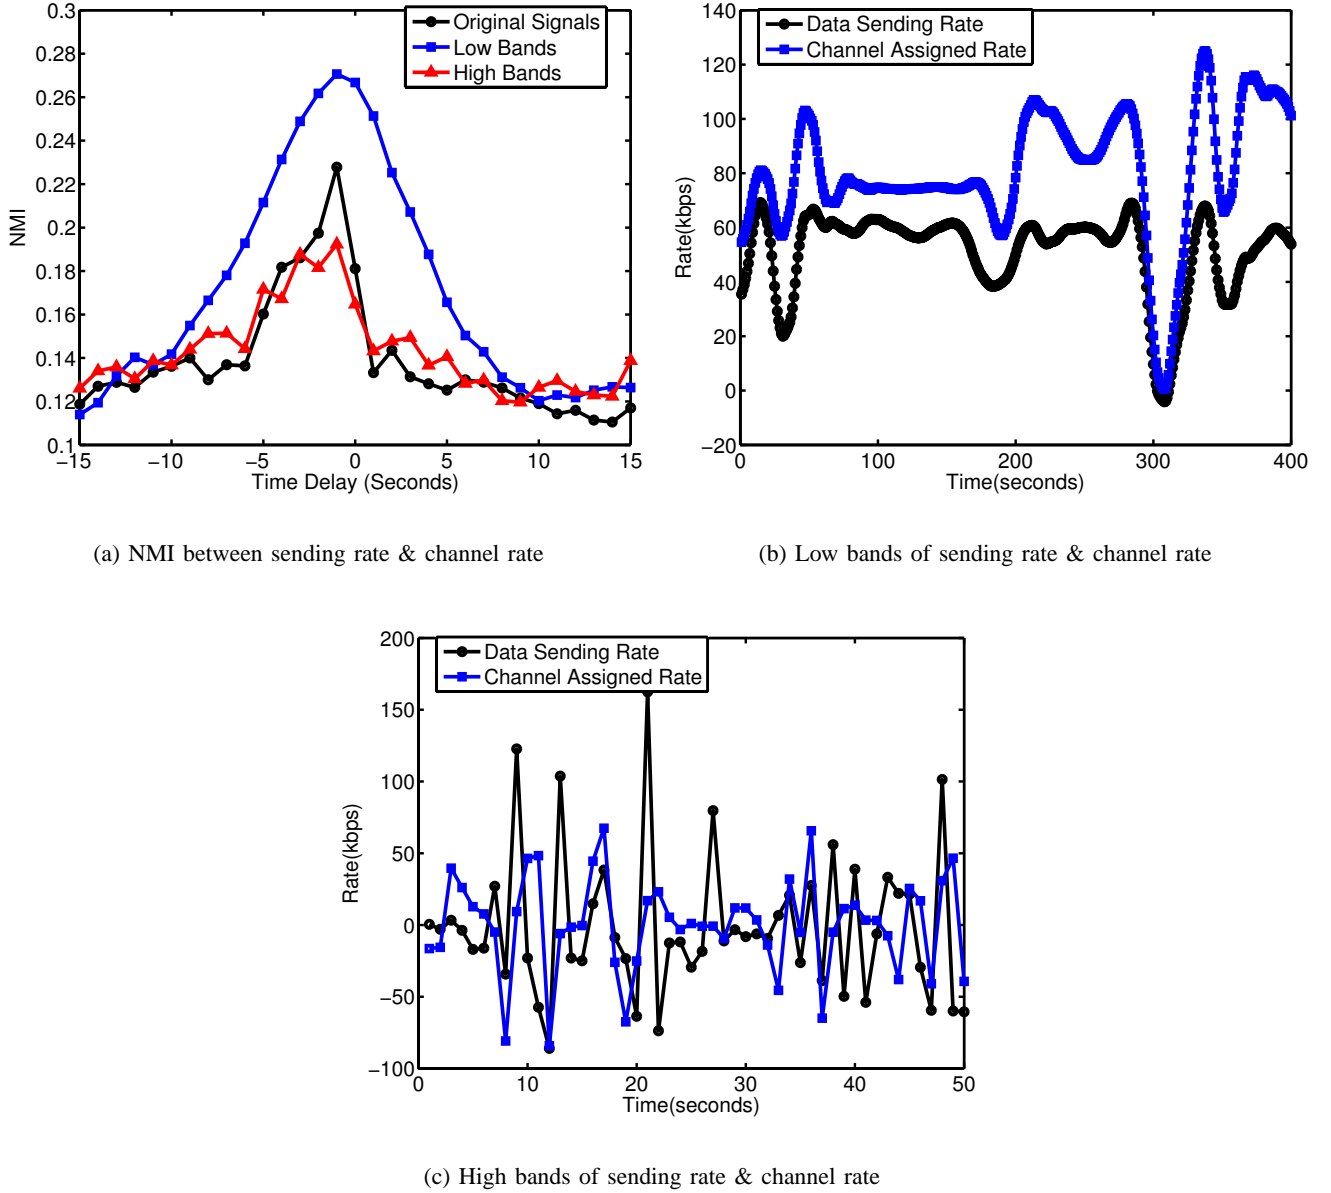 0.3
0.28
0.26
0.24
0.22
0.2
0.18
0.16
0.14
0.12
0.1
NMI
Original Signals
Low Bands
High Bands
−15 −10 −5 0 5 10 15
Time Delay (Seconds)
(a) NMI between sending rate & channel rate
140
120
100
80
60
40
20
0
−20
Rate(kbps)
Data Sending Rate
Channel Assigned Rate
0 100 200 300 400
Time(seconds)
(b) Low bands of sending rate & channel rate
200
150
100
50
0
−50
−100
Rate(kbps)
Data Sending Rate
Channel Assigned Rate
0 10 20 30 40 50
Time(seconds)
(c) High bands of sending rate & channel rate